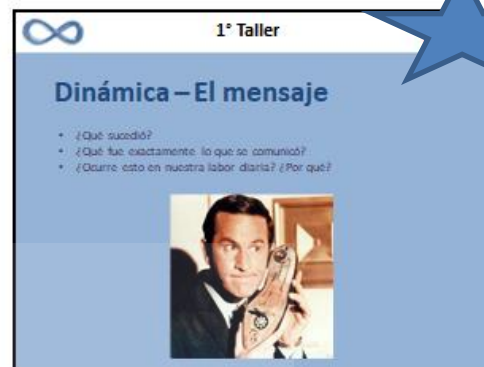 1° Taller
Dinámica – El mensaje
• ¿Qué sucedió?
• ¿Qué fue exactamente lo que se comunicó?
• ¿Ocurre esto en nuestra labor diaria? ¿Por qué?